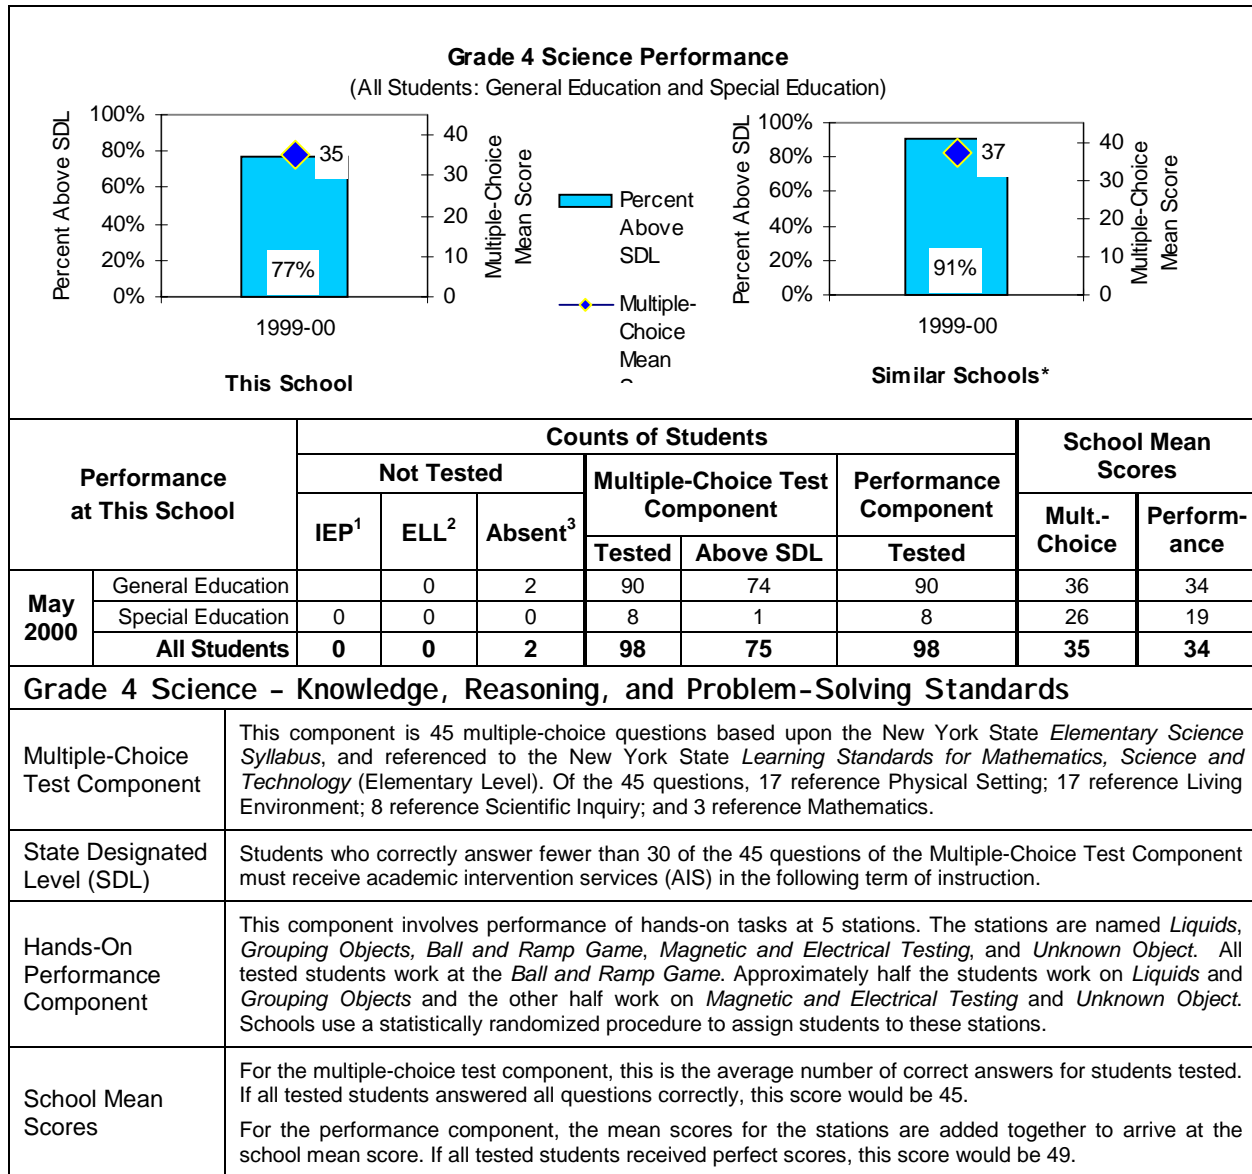 Grade 4 Science Performance
(All Students: General Education and Special Education)
Percent Above SDL
100%
80%
60%
40%
20%
0%
35
77%
40
30
20
10
0
Multiple-Choice
Mean Score
1999-00
This School
Percent
Above
SDL
Multiple-
Choice
Mean
Percent Above SDL
100%
80%
60%
40%
20%
0%
37
91%
40
30
20
10
0
Multiple-Choice
Mean Score
1999-00
Similar Schools*
Performance
at This School
Counts of Students
School Mean
Scores
Not Tested
Multiple-Choice Test
Component
Performance
Component
IEP1 ELL2 Absent3
Tested Above SDL Tested
Mult.-
Choice
Perform-
ance
May
2000
General Education 0 2 90 74 90 36 34
Special Education 0 0 0 8 1 8 26 19
All Students 0 0 2 98 75 98 35 34
Grade 4 Science – Knowledge, Reasoning, and Problem-Solving Standards
Multiple-Choice
Test Component
This component is 45 multiple-choice questions based upon the New York State Elementary Science
Syllabus, and referenced to the New York State Learning Standards for Mathematics, Science and
Technology (Elementary Level). Of the 45 questions, 17 reference Physical Setting; 17 reference Living
Environment; 8 reference Scientific Inquiry; and 3 reference Mathematics.
State Designated
Level (SDL)
Students who correctly answer fewer than 30 of the 45 questions of the Multiple-Choice Test Component
must receive academic intervention services (AIS) in the following term of instruction.
Hands-On
Performance
Component
This component involves performance of hands-on tasks at 5 stations. The stations are named Liquids,
Grouping Objects, Ball and Ramp Game, Magnetic and Electrical Testing, and Unknown Object. All
tested students work at the Ball and Ramp Game. Approximately half the students work on Liquids and
Grouping Objects and the other half work on Magnetic and Electrical Testing and Unknown Object.
Schools use a statistically randomized procedure to assign students to these stations.
School Mean
Scores
For the multiple-choice test component, this is the average number of correct answers for students tested.
If all tested students answered all questions correctly, this score would be 45.
For the performance component, the mean scores for the stations are added together to arrive at the
school mean score. If all tested students received perfect scores, this score would be 49.